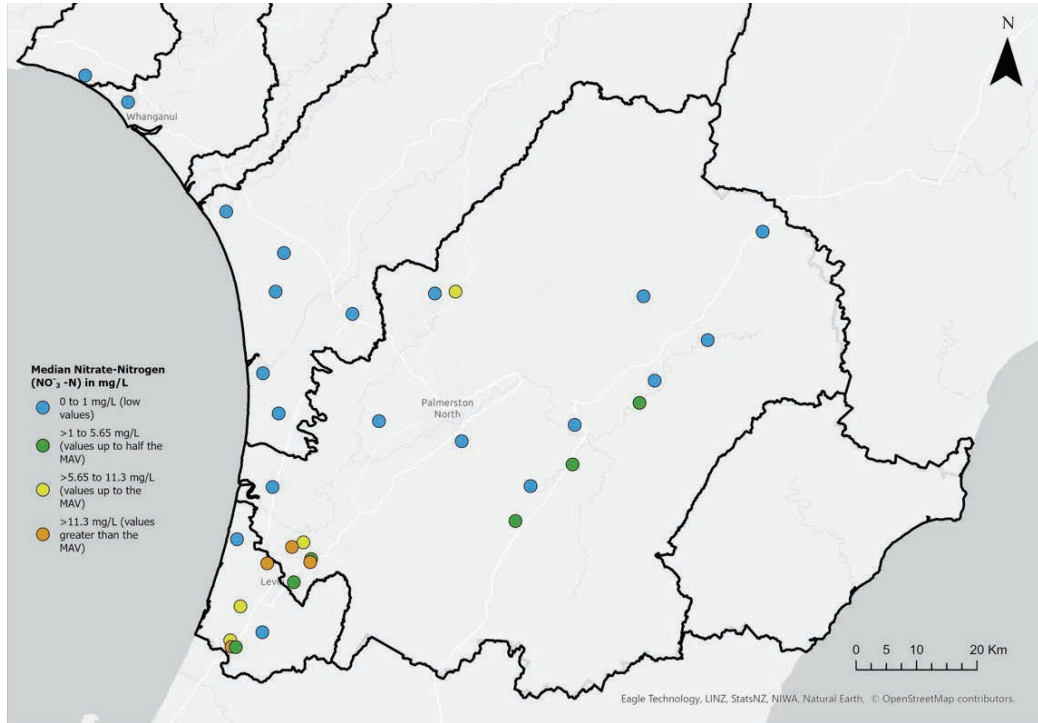 N
Whanganui
Median Nitrate-Nitrogen
(NO⁻₃ -N) in mg/L
0 to 1 mg/L (low
values)
>1 to 5.65 mg/L
(values up to half the
MAV)
>5.65 to 11.3 mg/L
(values up to the
MAV)
>11.3 mg/L (values
greater than the
MAV)
Palmerston
North
0 5 10 20 Km
Eagle Technology, LINZ, StatsNZ, NIWA, Natural Earth, © OpenStreetMap contributors.